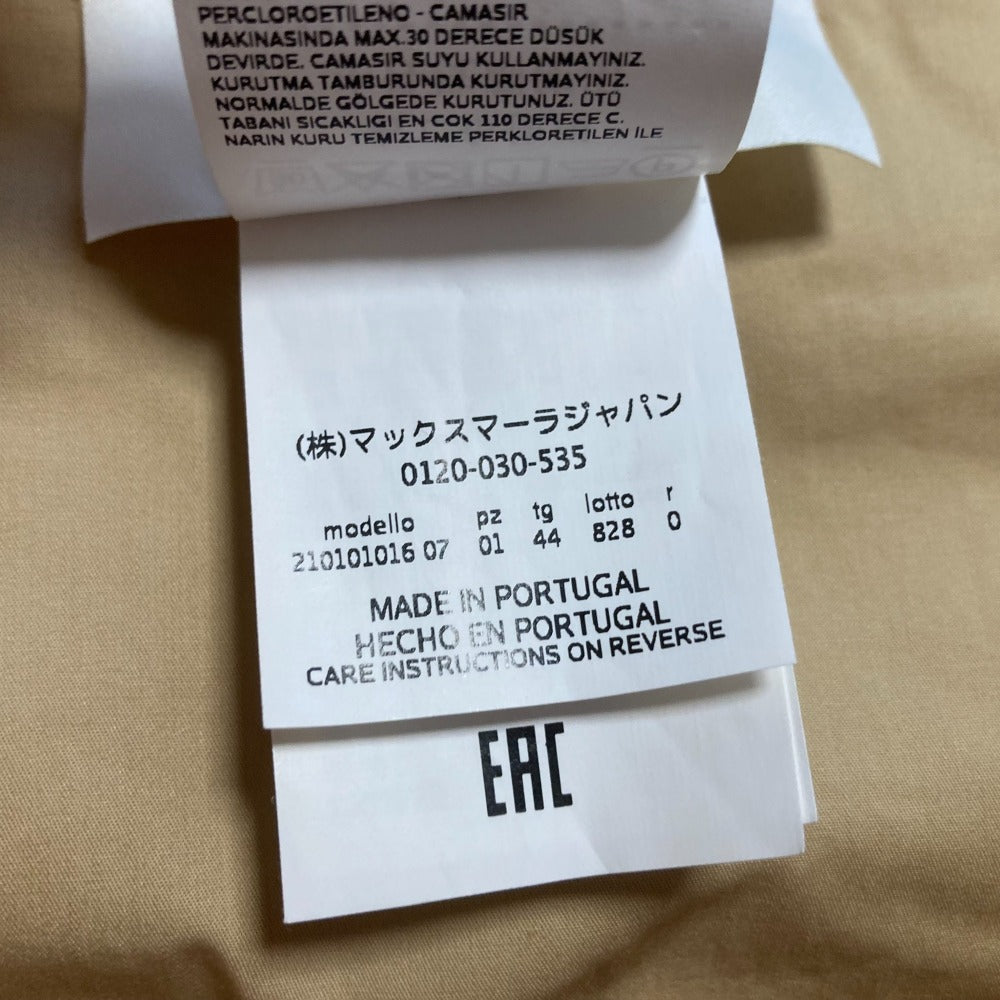 PERCLOROETILENO - CAMASIR
MAKINASINDA MAX.30 DERECE DÜSÜK
DEVIRDE. CAMASIR SUYU KULLANMAYINIZ.
KURUTMA TAMBURUNDA KURUTMAYINIZ.
NORMALDE GÖLGEDE KURUTUNUZ. ÜTÜ
TABANI SICAKLIGI EN COK 110 DERECE C.
NARIN KURU TEMIZLEME PERKLORETILEN İLE
(株)マックスマーラジャパン
0120-030-535
modello pz tg lotto r
210101016 07 01 44 828 0
MADE IN PORTUGAL
HECHO EN PORTUGAL
CARE INSTRUCTIONS ON REVERSE
EAC